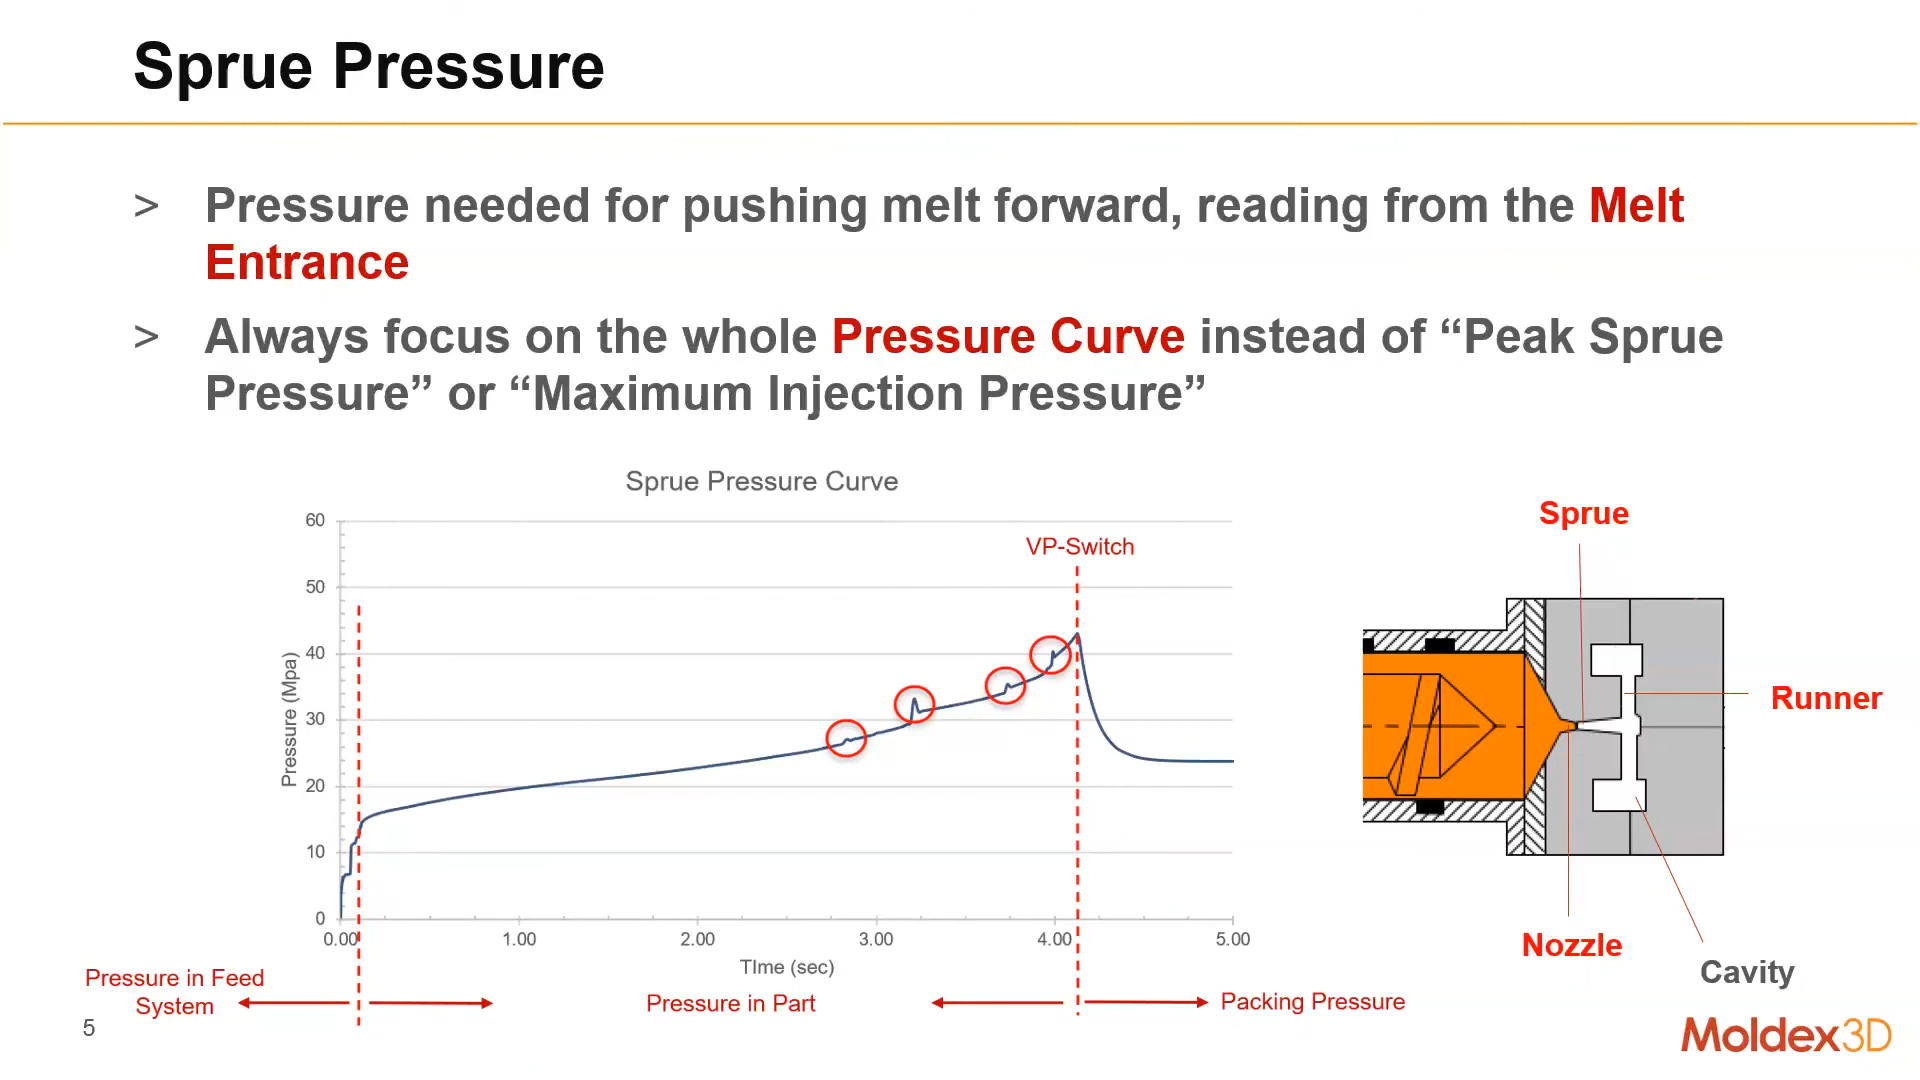 Sprue Pressure
> Pressure needed for pushing melt forward, reading from the Melt
Entrance
> Always focus on the whole Pressure Curve instead of “Peak Sprue
Pressure” or “Maximum Injection Pressure”
Sprue Pressure Curve
60
50
40
30
20
10
0
Pressure (Mpa)
VP-Switch
0.00 1.00 2.00 3.00 4.00 5.00
TIme (sec)
Pressure in Feed
System
Pressure in Part
Packing Pressure
Sprue
Runner
Nozzle
Cavity
5
Moldex3D